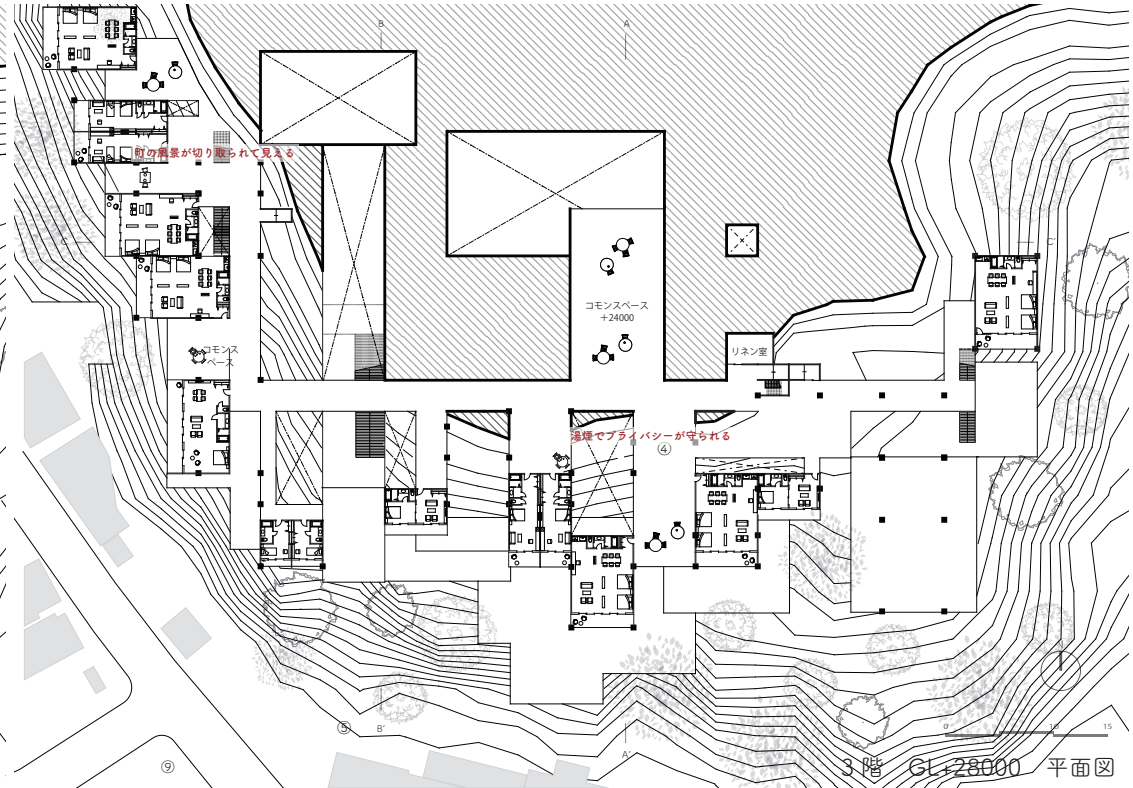 B
A
町の風景が切り取られて見える
C
C'
コモンスペース
+24000
リネン室
コモンス
ペース
湯煙でプライバシーが守られる
④
⑤
B'
A'
⑨
0
10
15
3階 GL+28000 平面図